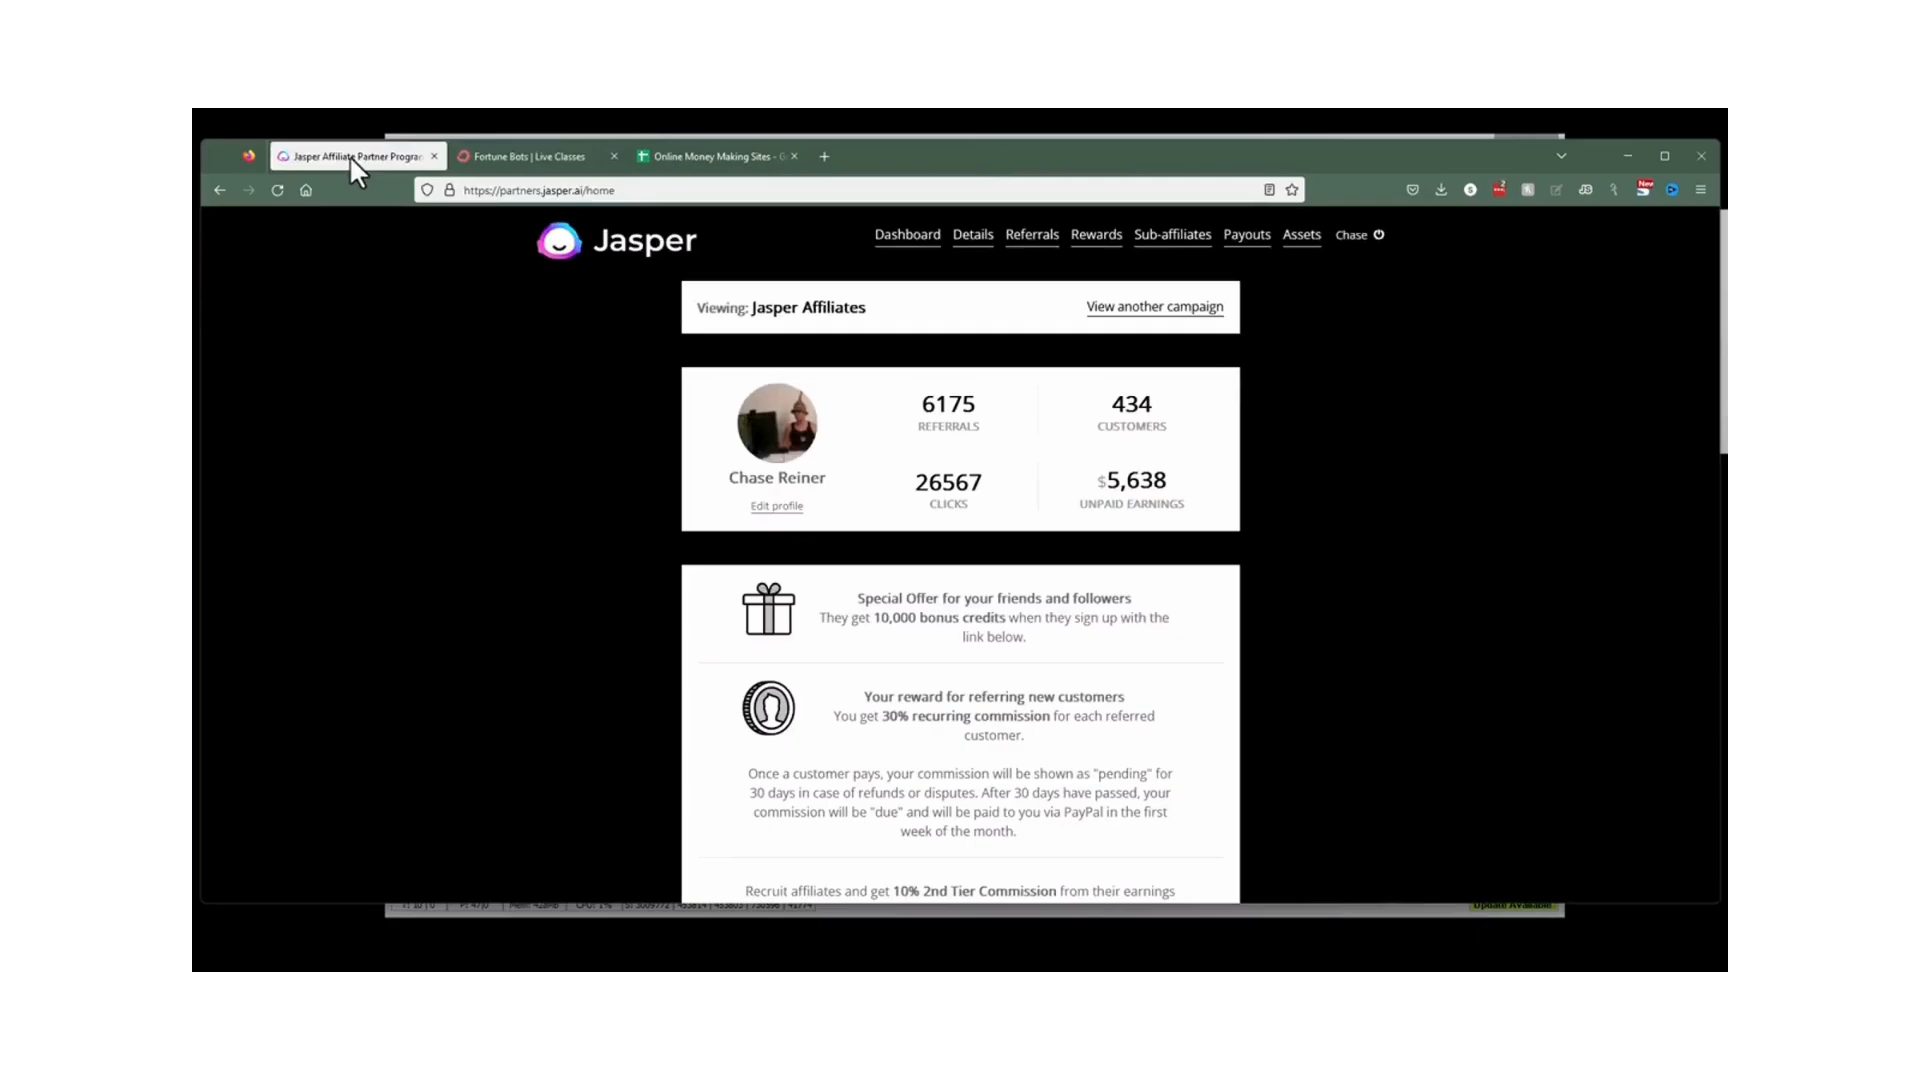 Jasper Affiliate Partner Progra
Fortune Bots | Live Classes
Online Money Making Sites - G
https://partners.jasper.ai/home
New
Jasper
Dashboard Details Referrals Rewards Sub-affiliates Payouts Assets Chase
Viewing: Jasper Affiliates
View another campaign
6175
REFERRALS
434
CUSTOMERS
Chase Reiner
Edit profile
26567
CLICKS
$5,638
UNPAID EARNINGS
Special Offer for your friends and followers
They get 10,000 bonus credits when they sign up with the
link below.
Your reward for referring new customers
You get 30% recurring commission for each referred
customer.
Once a customer pays, your commission will be shown as "pending" for
30 days in case of refunds or disputes. After 30 days have passed, your
commission will be "due" and will be paid to you via PayPal in the first
week of the month.
Recruit affiliates and get 10% 2nd Tier Commission from their earnings
Update Available